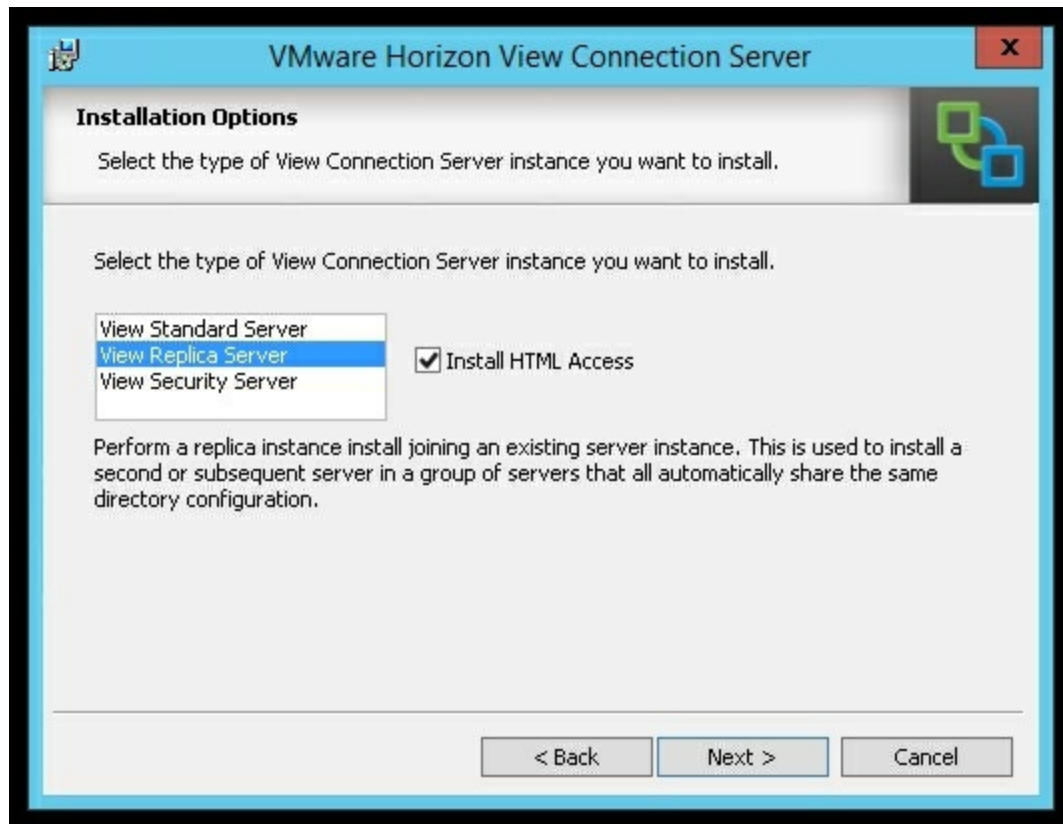 VMware Horizon View Connection Server
x
Installation Options
Select the type of View Connection Server instance you want to install.
Select the type of View Connection Server instance you want to install.
View Standard Server
View Replica Server
View Security Server
Install HTML Access
Perform a replica instance install joining an existing server instance. This is used to install a
second or subsequent server in a group of servers that all automatically share the same
directory configuration.
< Back
Next >
Cancel